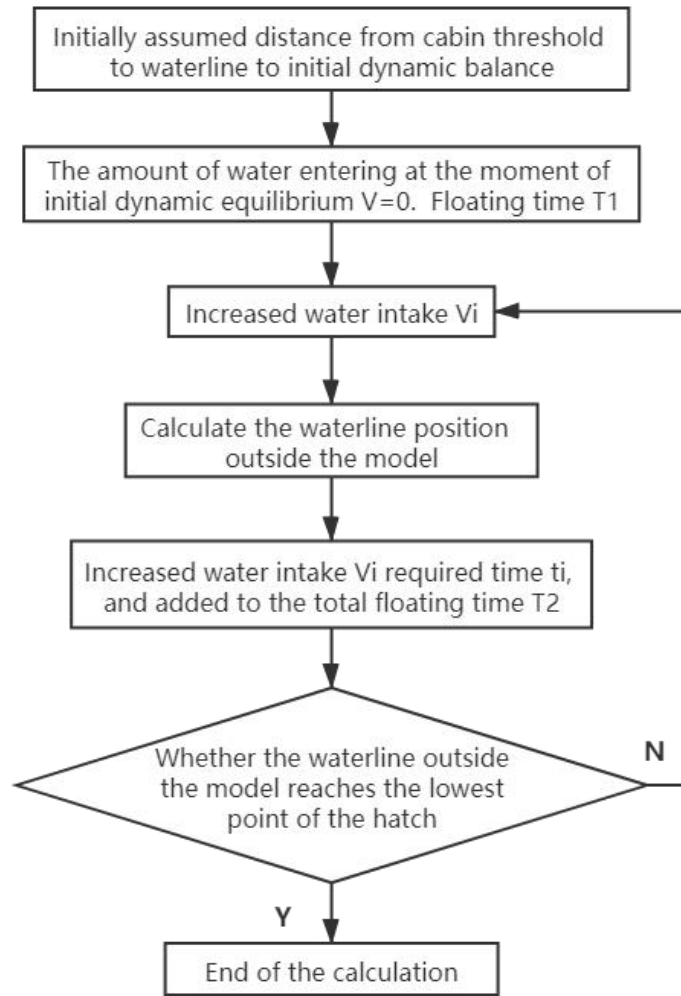 Initially assumed distance from cabin threshold
to waterline to initial dynamic balance
The amount of water entering at the moment of
initial dynamic equilibrium V=0.  Floating time T1
Increased water intake Vi
Calculate the waterline position
outside the model
Increased water intake Vi required time ti,
and added to the total floating time T2
Whether the waterline outside
the model reaches the lowest
point of the hatch
N
Y
End of the calculation